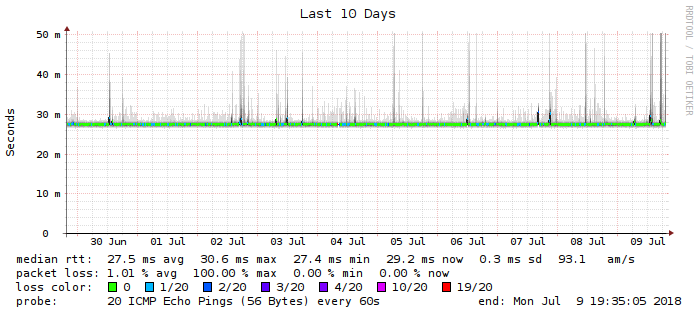 Last 10 Days
RRDTOOL / TOBI OETIKER
Seconds
50 m
40 m
30 m
20 m
10 m
0
30 Jun 01 Jul 02 Jul 03 Jul 04 Jul 05 Jul 06 Jul 07 Jul 08 Jul 09 Jul
median rtt: 27.5 ms avg 30.6 ms max 27.4 ms min 29.2 ms now 0.3 ms sd 93.1 am/s
packet loss: 1.01 % avg 100.00 % max 0.00 % min 0.00 % now
loss color: 0 1/20 2/20 3/20 4/20 10/20 19/20
probe: 20 ICMP Echo Pings (56 Bytes) every 60s end: Mon Jul 9 19:35:05 2018